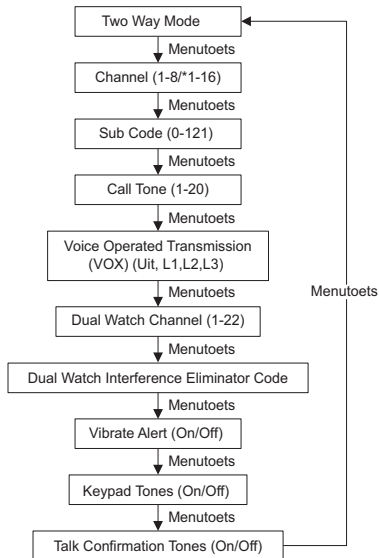 Two Way Mode
Menutoets
Channel (1-8/*1-16)
Menutoets
Sub Code (0-121)
Menutoets
Call Tone (1-20)
Menutoets
Voice Operated Transmission
(VOX) (Uit, L1,L2,L3)
Menutoets
Dual Watch Channel (1-22)
Menutoets
Dual Watch Interference Eliminator Code
Menutoets
Vibrate Alert (On/Off)
Menutoets
Keypad Tones (On/Off)
Menutoets
Talk Confirmation Tones (On/Off)
Menutoets